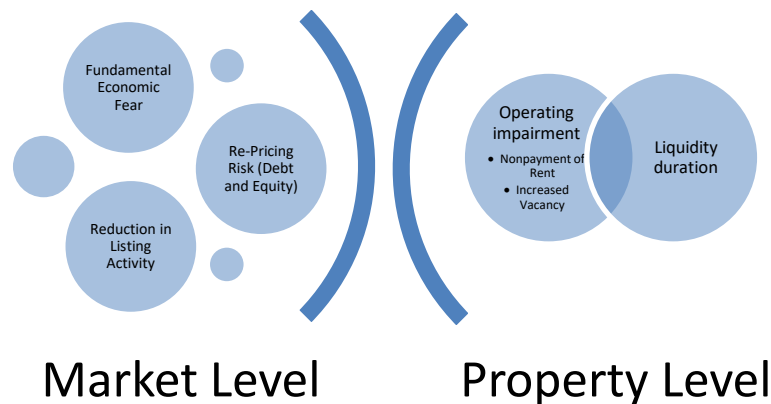 Fundamental
Economic
Fear
Re-Pricing
Risk (Debt
and Equity)
Reduction in
Listing
Activity
Operating
impairment
• Nonpayment of
Rent
• Increased
Vacancy
Liquidity
duration
Market Level
Property Level